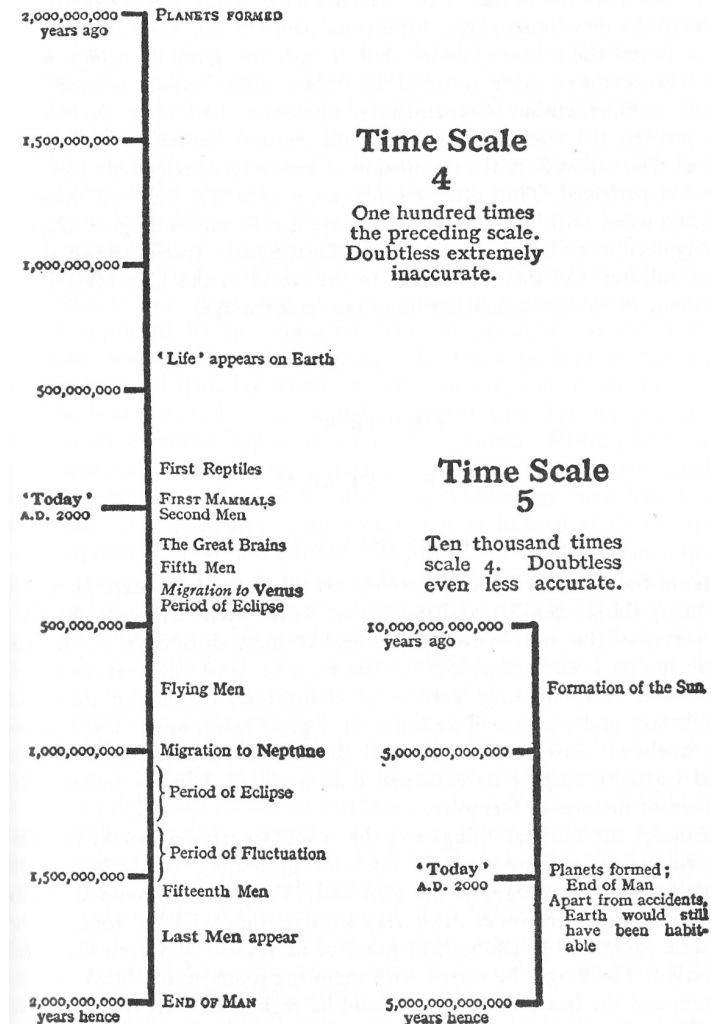 2,000,000,000 years ago PLANETS FORMED
1,500,000,000
1,000,000,000
'Life' appears on Earth
500,000,000
First Reptiles
'Today' A.D. 2000 FIRST MAMMALS
Second Men
The Great Brains
Fifth Men
Migration to Venus
Period of Eclipse
500,000,000
Flying Men
1,000,000,000 Migration to Neptune
Period of Eclipse
Period of Fluctuation
1,500,000,000
Fifteenth Men
Last Men appear
2,000,000,000 years hence END OF MAN
Time Scale
4
One hundred times
the preceding scale.
Doubtless extremely
inaccurate.
Time Scale
5
Ten thousand times
scale 4. Doubtless
even less accurate.
10,000,000,000,000
years ago
Formation of the Sun
5,000,000,000,000
'Today'
A.D. 2000
Planets formed;
End of Man
Apart from accidents,
Earth would still
have been habit-
able
5,000,000,000,000
years hence